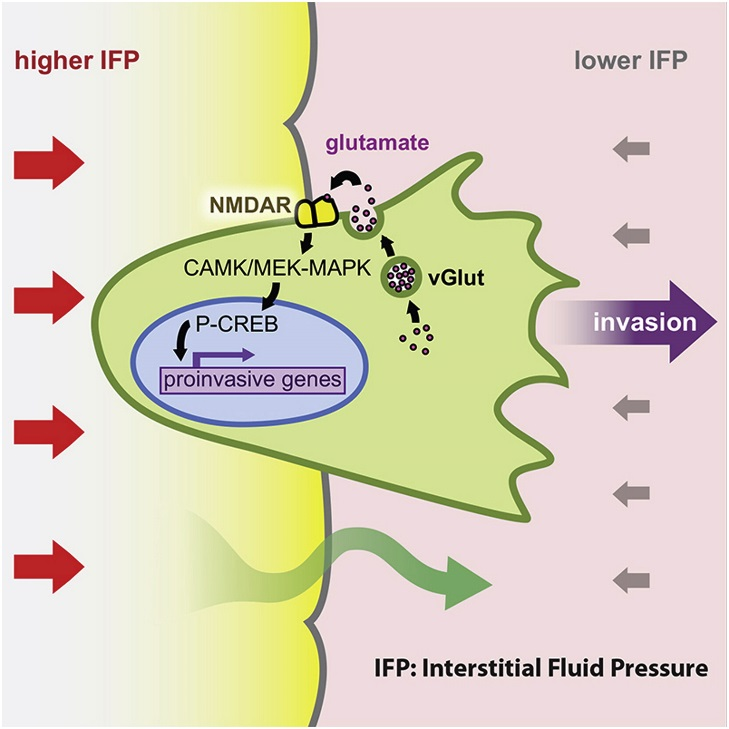 higher IFP
lower IFP
glutamate
NMDAR
CAMK/MEK-MAPK
vGlut
P-CREB
invasion
proinvasive genes
IFP: Interstitial Fluid Pressure